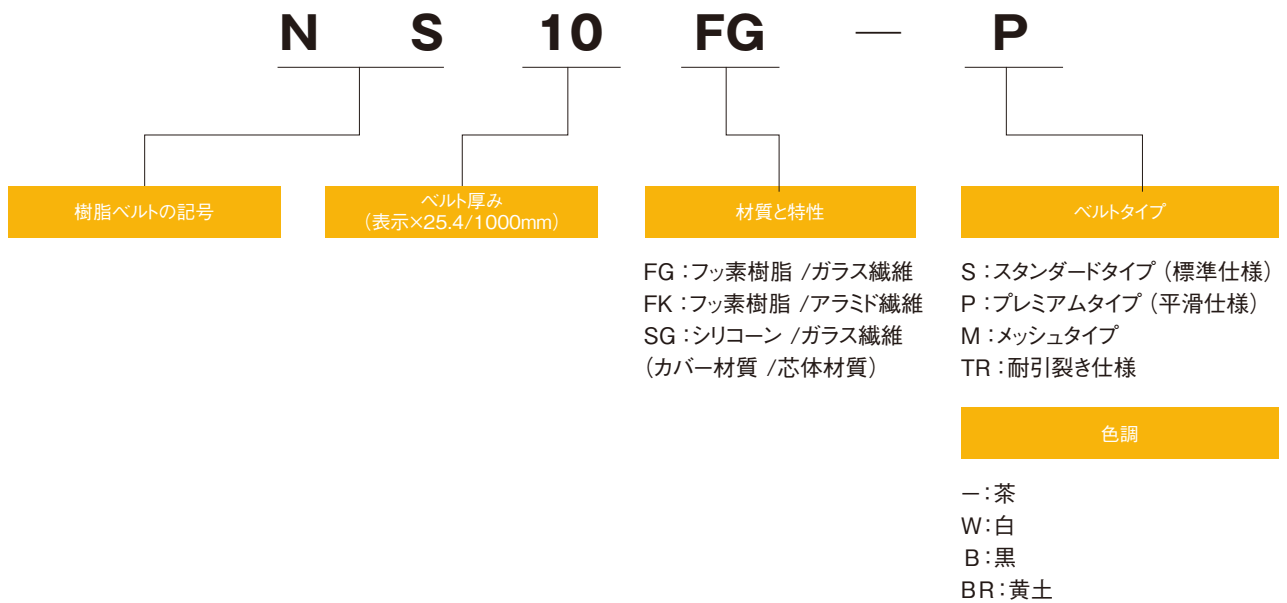 N S 10 FG — P
樹脂ベルトの記号
ベルト厚み
(表示×25.4/1000mm)
材質と特性
FG：フッ素樹脂 /ガラス繊維
FK：フッ素樹脂 /アラミド繊維
SG：シリコーン /ガラス繊維
(カバー材質 /芯体材質)
ベルトタイプ
S：スタンダードタイプ (標準仕様)
P：プレミアムタイプ (平滑仕様)
M：メッシュタイプ
TR：耐引裂き仕様
色調
—：茶
W：白
B：黒
BR：黄土